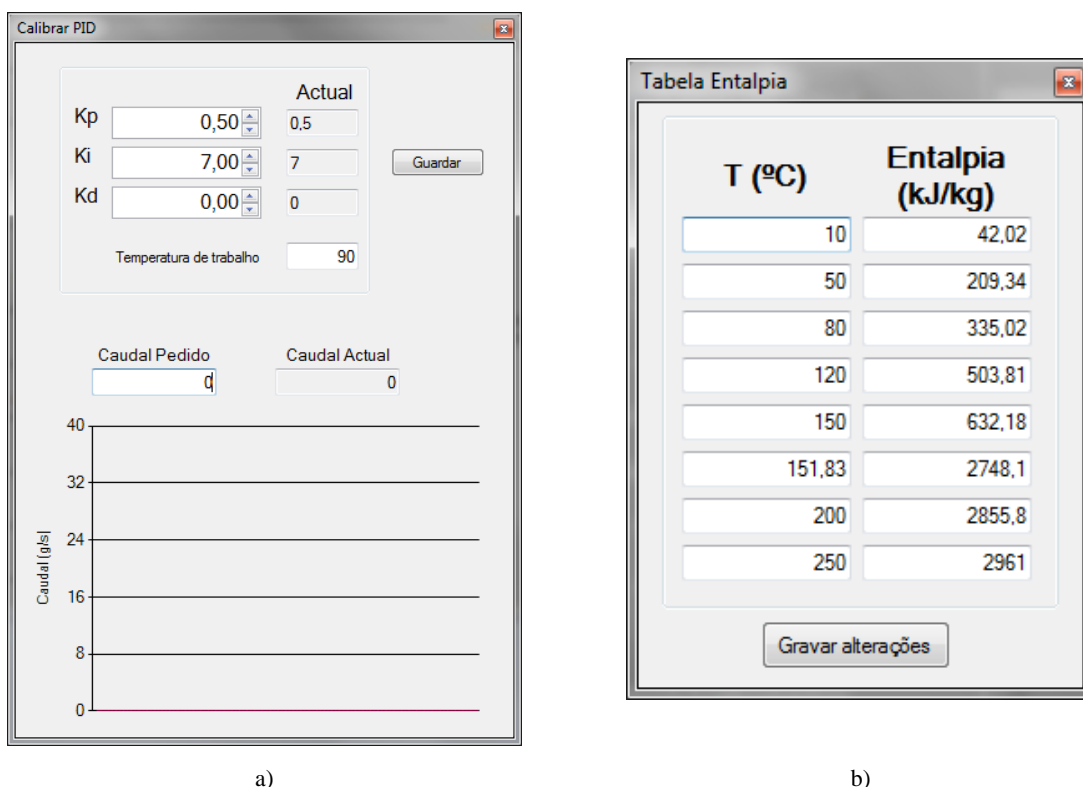 Calibrar PID
Actual
Kp 0,50 0,5
Ki 7,00 7 Guardar
Kd 0,00 0
Temperatura de trabalho 90
Caudal Pedido Caudal Actual
0 0
40
32
24
16
8
0
Caudal (g/s)
a)
Tabela Entalpia
T (ºC) Entalpia
(kJ/kg)
10 42,02
50 209,34
80 335,02
120 503,81
150 632,18
151,83 2748,1
200 2855,8
250 2961
Gravar alterações
b)